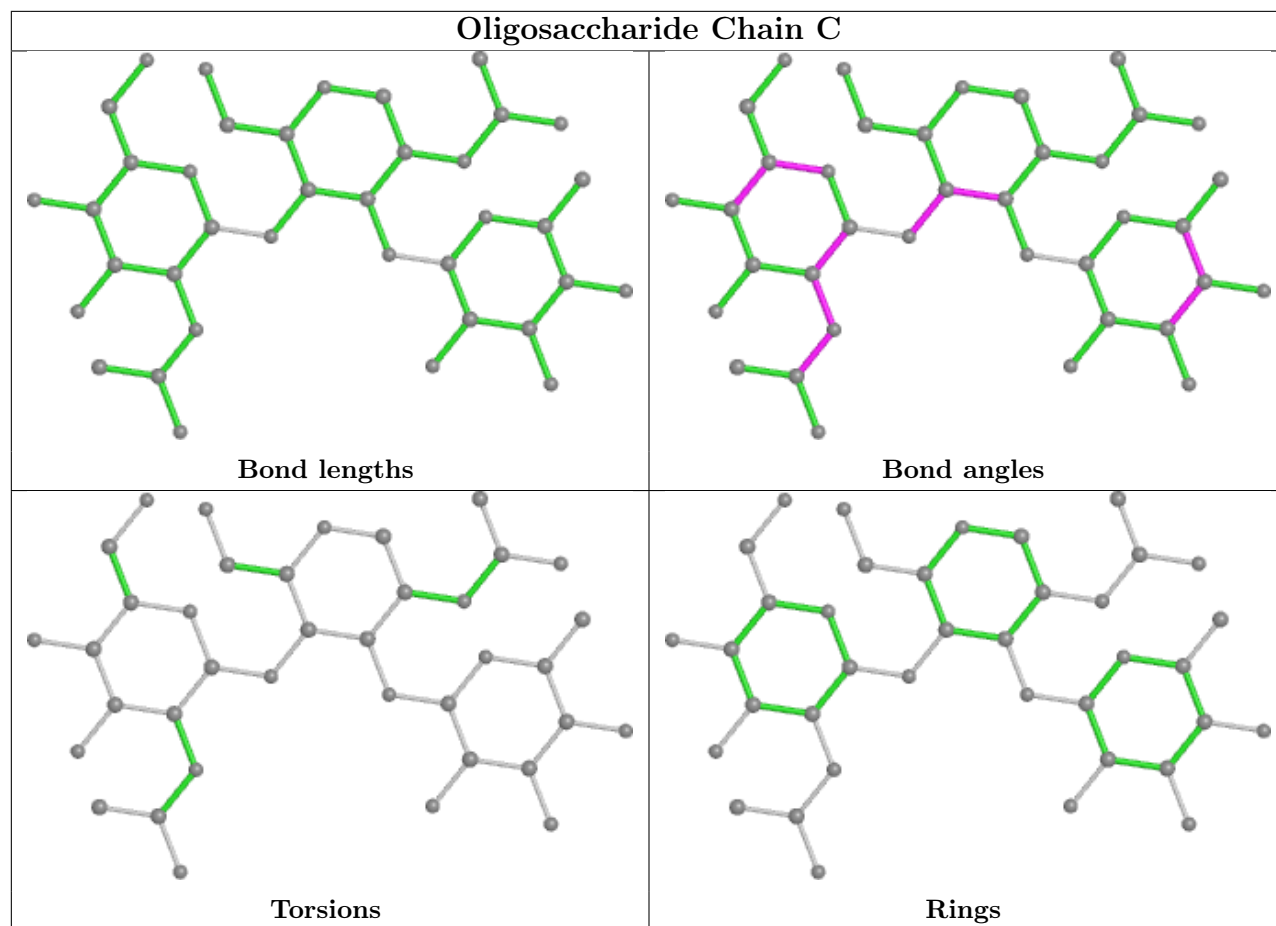 Oligosaccharide Chain C
Bond lengths
Bond angles
Torsions
Rings